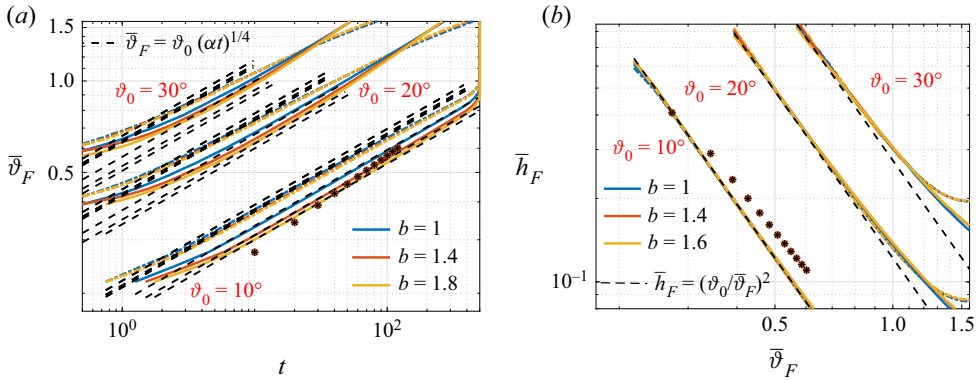 (a)
1.5
1.0
0.5
ϑ̅_F
ϑ̅_F = ϑ_0 (αt)^{1/4}
ϑ_0 = 30°
ϑ_0 = 20°
ϑ_0 = 10°
b = 1
b = 1.4
b = 1.8
10^0
10^2
t
(b)
h̅_F
10^{–1}
ϑ_0 = 10°
ϑ_0 = 20°
ϑ_0 = 30°
b = 1
b = 1.4
b = 1.6
h̅_F = (ϑ_0/ϑ̅_F)^2
0.5
1.0
1.5
ϑ̅_F